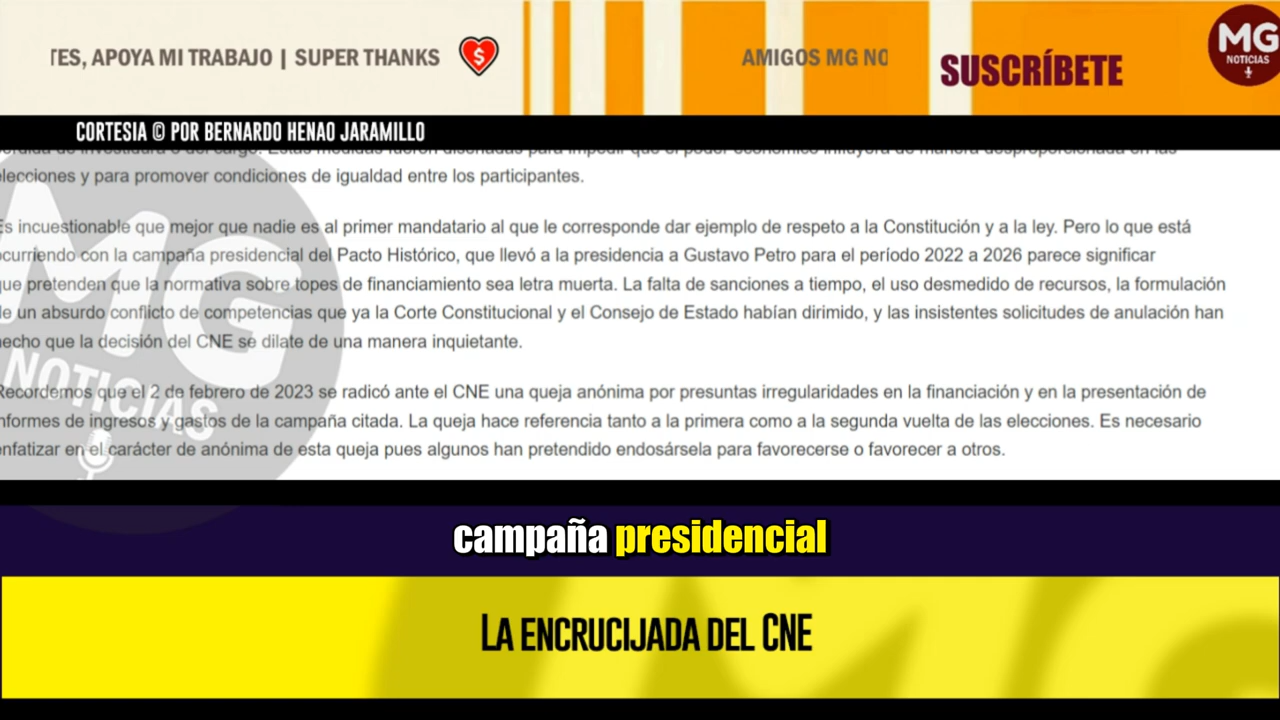 TES, APOYA MI TRABAJO | SUPER THANKS
AMIGOS MG NO
SUSCRÍBETE
MG
NOTICIAS
CORTESIA © POR BERNARDO HENAO JARAMILLO
elecciones y para promover condiciones de igualdad entre los participantes.
Es incuestionable que mejor que nadie es al primer mandatario al que le corresponde dar ejemplo de respeto a la Constitución y a la ley. Pero lo que está
ocurriendo con la campaña presidencial del Pacto Histórico, que llevó a la presidencia a Gustavo Petro para el período 2022 a 2026 parece significar
que pretenden que la normativa sobre topes de financiamiento sea letra muerta. La falta de sanciones a tiempo, el uso desmedido de recursos, la formulación
de un absurdo conflicto de competencias que ya la Corte Constitucional y el Consejo de Estado habían dirimido, y las insistentes solicitudes de anulación han
hecho que la decisión del CNE se dilate de una manera inquietante.
Recordemos que el 2 de febrero de 2023 se radicó ante el CNE una queja anónima por presuntas irregularidades en la financiación y en la presentación de
informes de ingresos y gastos de la campaña citada. La queja hace referencia tanto a la primera como a la segunda vuelta de las elecciones. Es necesario
enfatizar en el carácter de anónima de esta queja pues algunos han pretendido endosársela para favorecerse o favorecer a otros.
MG
NOTICIAS
campaña presidencial
LA ENCRUCIJADA DEL CNE